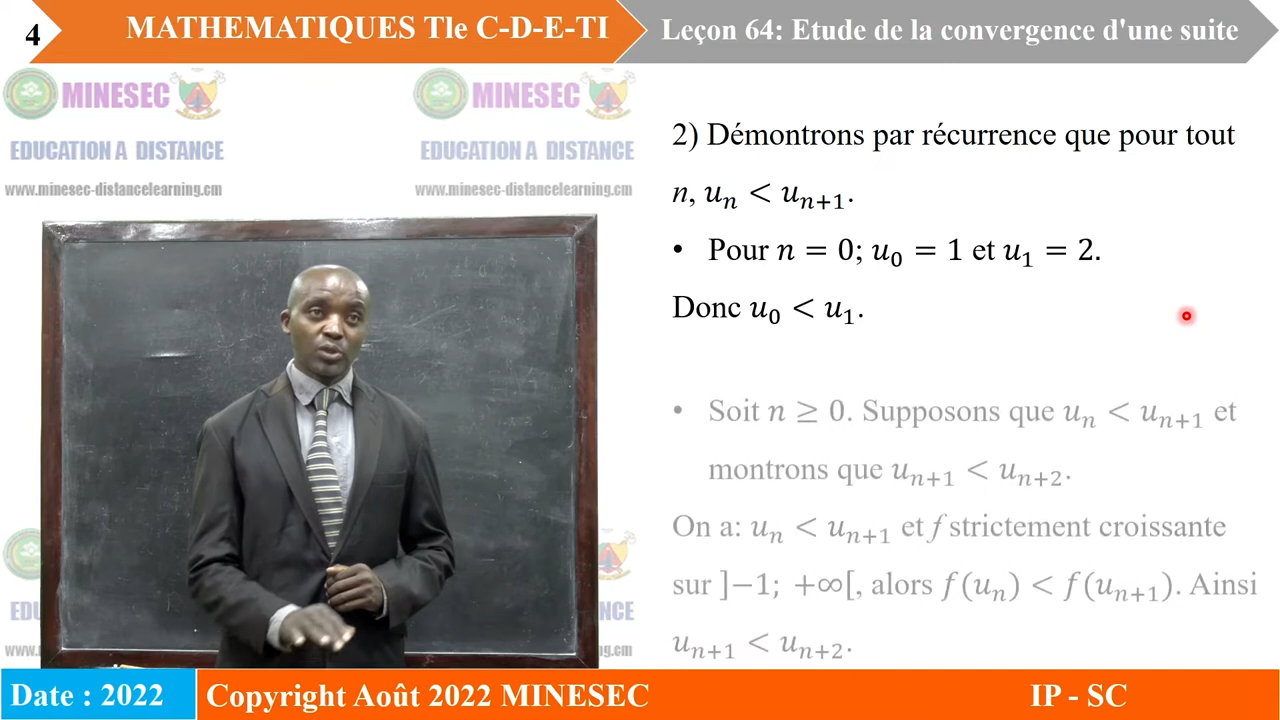 4
MATHEMATIQUES Tle C-D-E-TI
Leçon 64: Etude de la convergence d'une suite
MINESEC
EDUCATION A DISTANCE
www.minesec-distancelearning.cm
MINESEC
EDUCATION A DISTANCE
www.minesec-distancelearning.cm
2) Démontrons par récurrence que pour tout
n, uₙ < uₙ₊₁.
• Pour n = 0; u₀ = 1 et u₁ = 2.
Donc u₀ < u₁.
• Soit n ≥ 0. Supposons que uₙ < uₙ₊₁ et
montrons que uₙ₊₁ < uₙ₊₂.
On a: uₙ < uₙ₊₁ et f strictement croissante
sur ]−1; +∞[, alors f(uₙ) < f(uₙ₊₁). Ainsi
uₙ₊₁ < uₙ₊₂.
Date : 2022
Copyright Août 2022 MINESEC
IP - SC